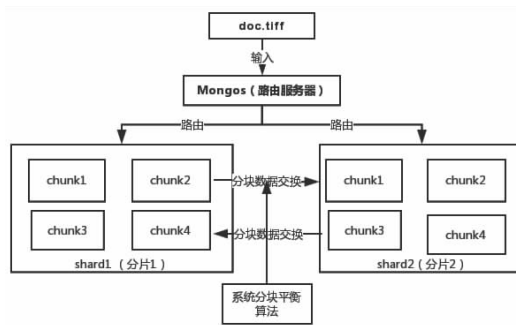 doc.tiff
输入
Mongos（路由服务器）
路由 路由
chunk1 chunk2 分块数据交换 chunk1 chunk2
chunk3 chunk4 分块数据交换 chunk3 chunk4
shard1（分片1） shard2（分片2）
系统分块平衡
算法